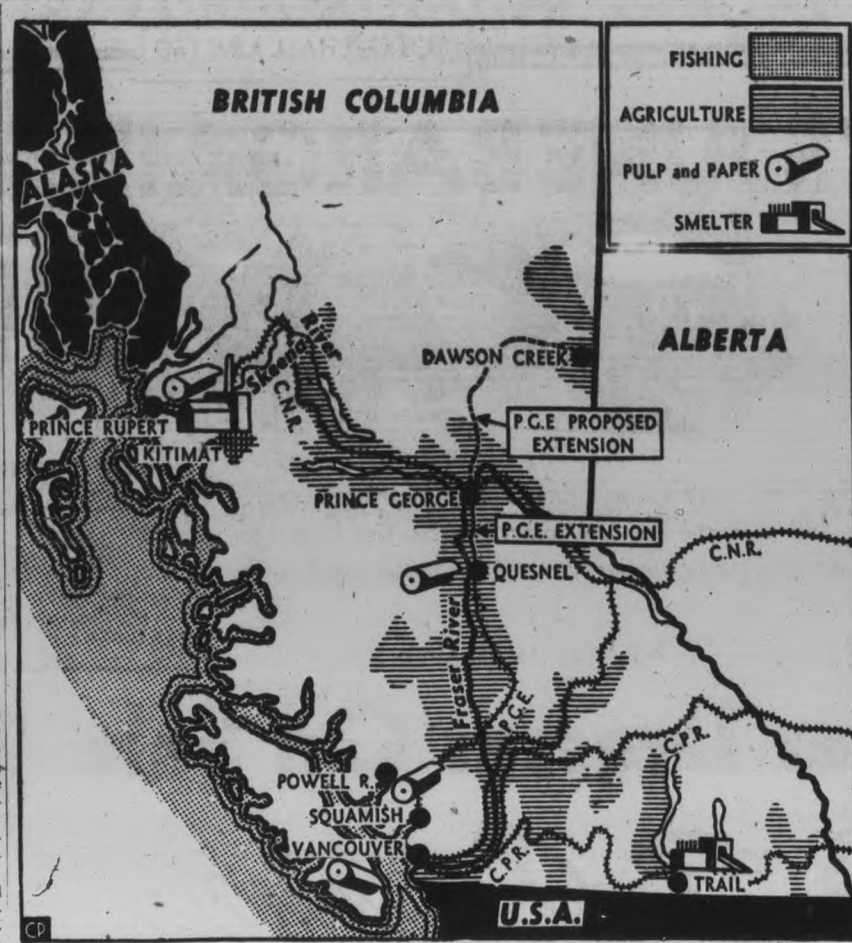 BRITISH COLUMBIA
FISHING
AGRICULTURE
PULP and PAPER
SMELTER
ALASKA
ALBERTA
Skeena River
C.N.R.
DAWSON CREEK
P.G.E PROPOSED
EXTENSION
PRINCE RUPERT
KITIMAT
PRINCE GEORGE
P.G.E. EXTENSION
C.N.R.
QUESNEL
Fraser River
P.G.E.
C.P.R.
POWELL R.
SQUAMISH
VANCOUVER
C.P.R.
TRAIL
U.S.A.
CP